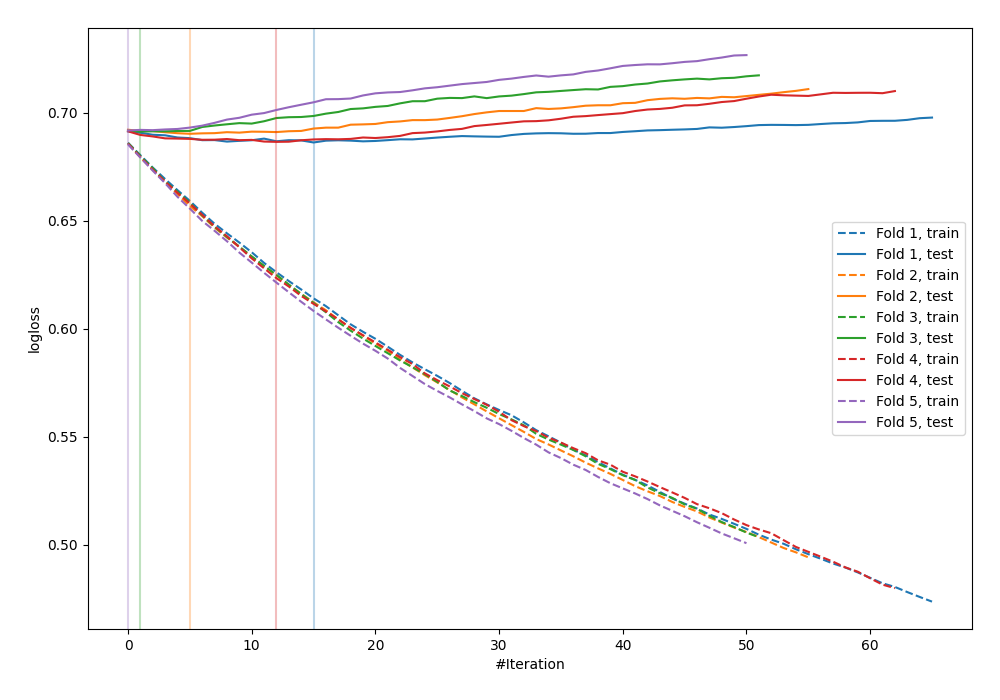 0.70
0.65
0.60
0.55
0.50
logloss
0
10
20
30
40
50
60
#Iteration
Fold 1, train
Fold 1, test
Fold 2, train
Fold 2, test
Fold 3, train
Fold 3, test
Fold 4, train
Fold 4, test
Fold 5, train
Fold 5, test